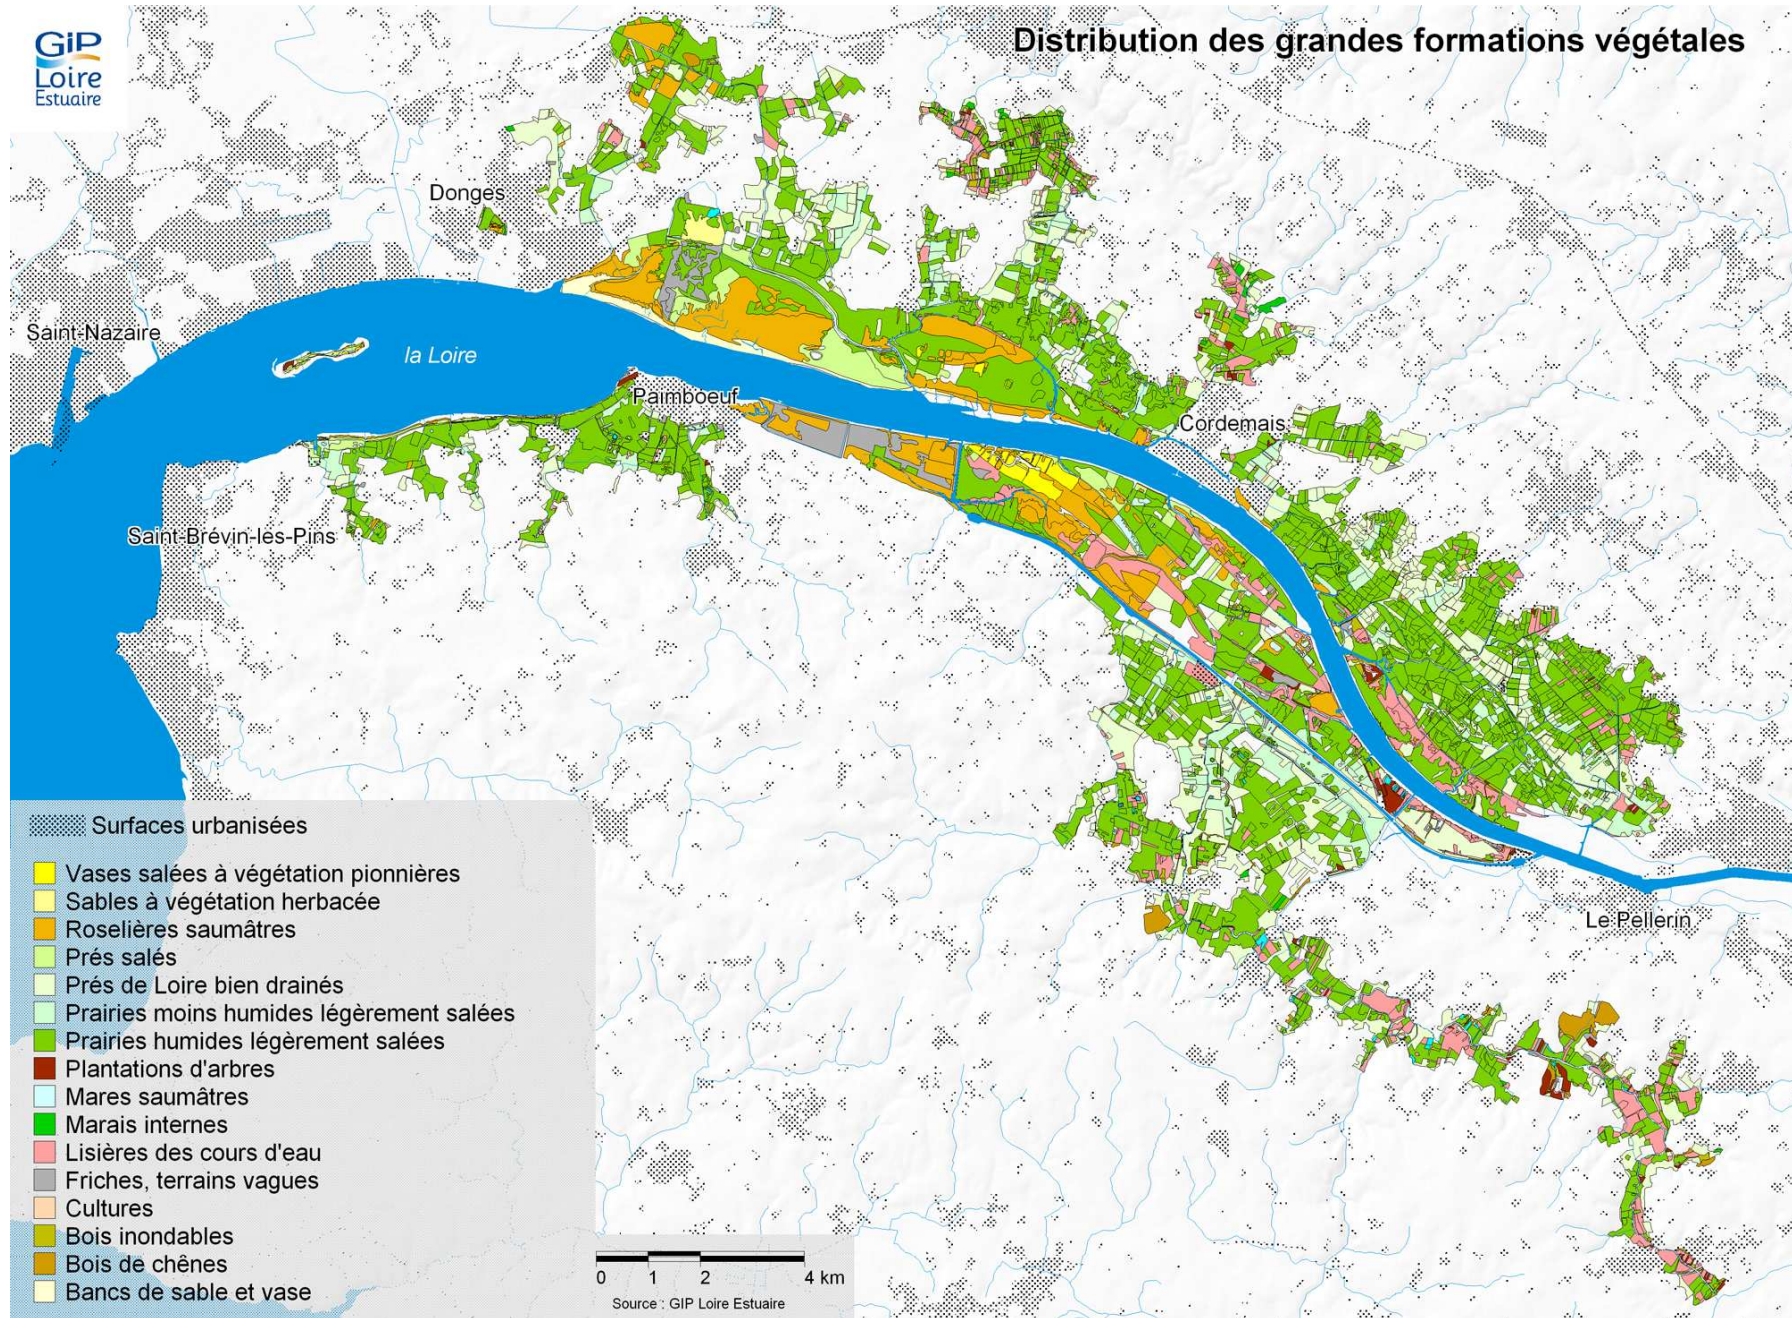 GiP
Loire
Estuaire
Distribution des grandes formations végétales
Donges
Saint-Nazaire
la Loire
Paimboeuf
Cordemais
Saint-Brévin-les-Pins
Le Pellerin
Surfaces urbanisées
Vases salées à végétation pionnières
Sables à végétation herbacée
Roselières saumâtres
Prés salés
Prés de Loire bien drainés
Prairies moins humides légèrement salées
Prairies humides légèrement salées
Plantations d'arbres
Mares saumâtres
Marais internes
Lisières des cours d'eau
Friches, terrains vagues
Cultures
Bois inondables
Bois de chênes
Bancs de sable et vase
0 1 2 4 km
Source : GIP Loire Estuaire